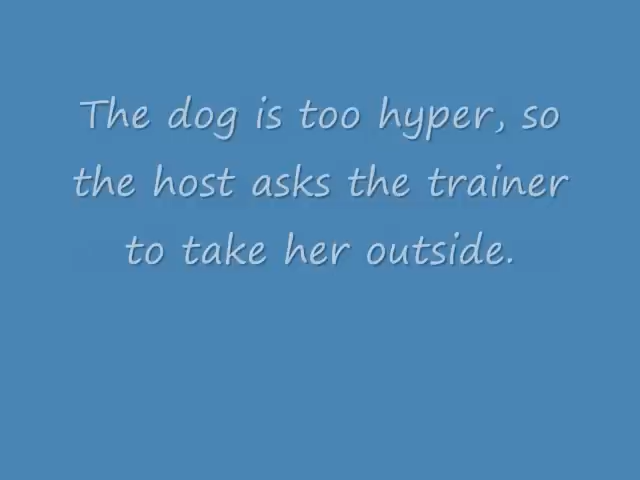 The dog is too hyper, so
the host asks the trainer
to take her outside.